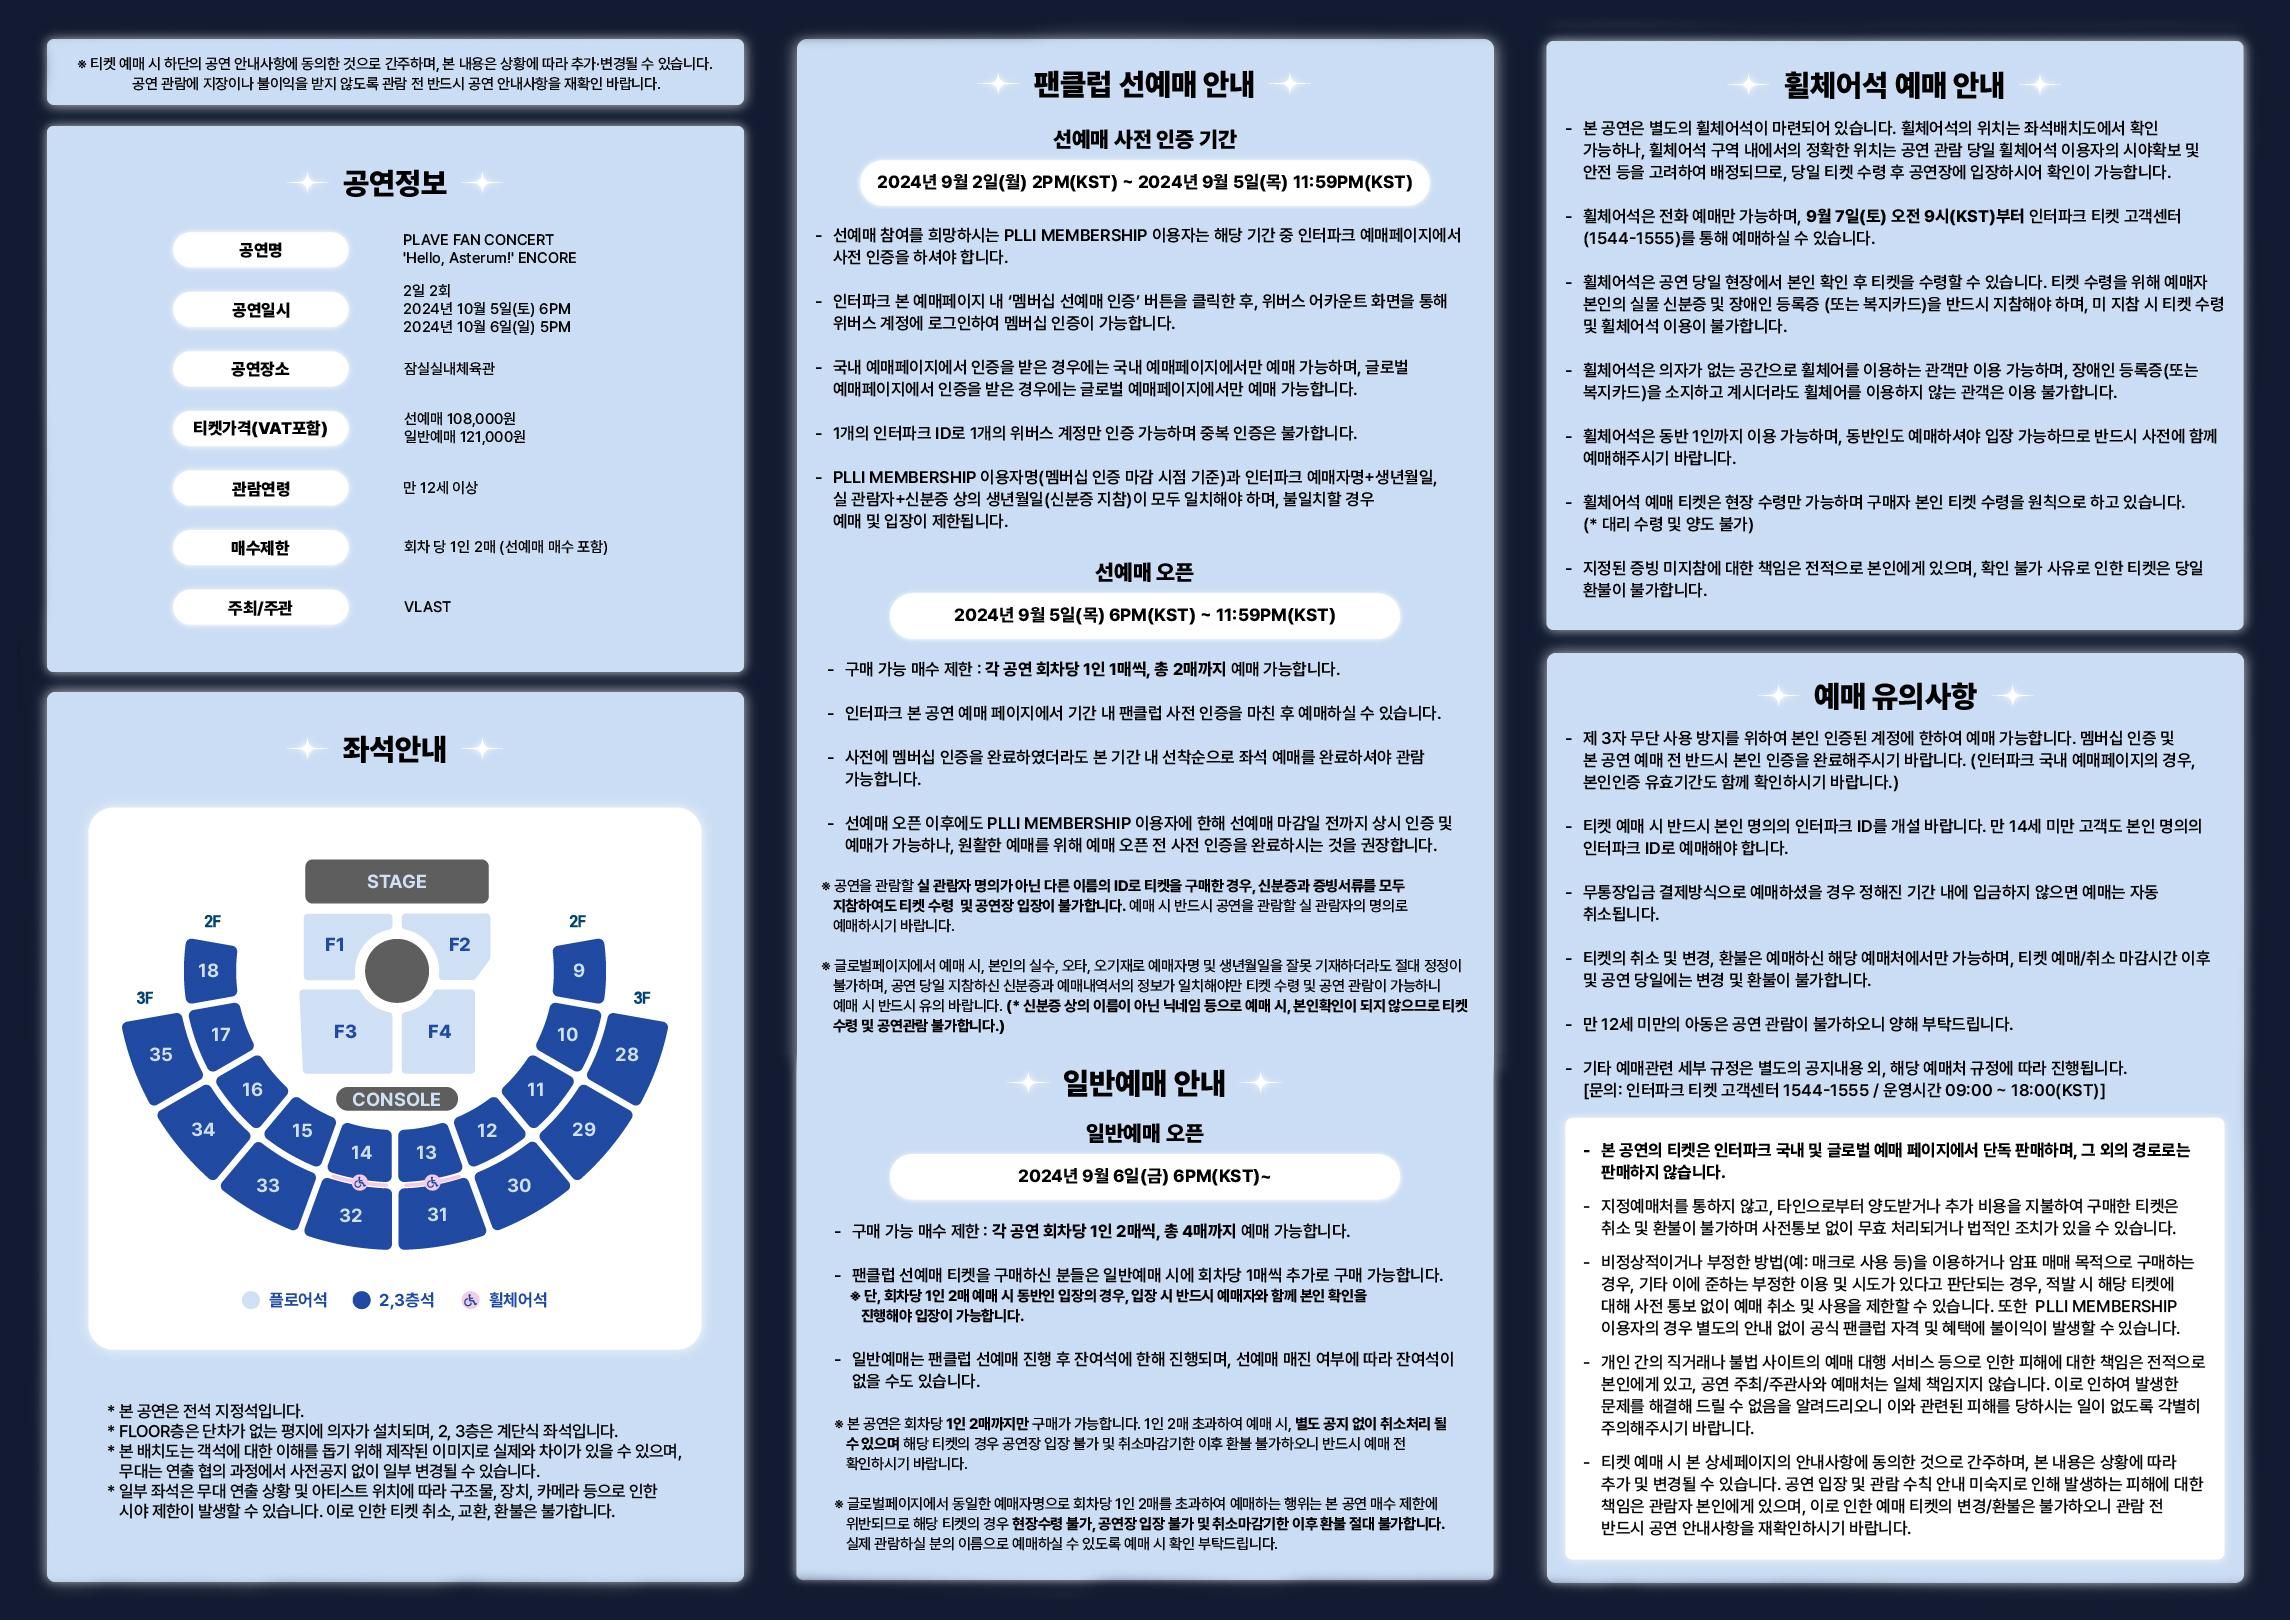 ※ 티켓 예매 시 하단의 공연 안내사항에 동의한 것으로 간주하며, 본 내용은 상황에 따라 추가·변경될 수 있습니다.
공연 관람에 지장이나 불이익을 받지 않도록 관람 전 반드시 공연 안내사항을 재확인 바랍니다.
공연정보
공연명
PLAVE FAN CONCERT
'Hello, Asterum!' ENCORE
공연일시
2일 2회
2024년 10월 5일(토) 6PM
2024년 10월 6일(일) 5PM
공연장소
잠실실내체육관
티켓가격(VAT포함)
선예매 108,000원
일반예매 121,000원
관람연령
만 12세 이상
매수제한
회차 당 1인 2매 (선예매 매수 포함)
주최/주관
VLAST
좌석안내
STAGE
2F
2F
F1
F2
18
9
3F
3F
17
F3
F4
10
35
28
16
11
CONSOLE
34
15
12
29
14
13
33
30
32
31
플로어석
2,3층석
휠체어석
* 본 공연은 전석 지정석입니다.
* FLOOR층은 단차가 없는 평지에 의자가 설치되며, 2, 3층은 계단식 좌석입니다.
* 본 배치도는 객석에 대한 이해를 돕기 위해 제작된 이미지로 실제와 차이가 있을 수 있으며,
무대는 연출 협의 과정에서 사전공지 없이 일부 변경될 수 있습니다.
* 일부 좌석은 무대 연출 상황 및 아티스트 위치에 따라 구조물, 장치, 카메라 등으로 인한
시야 제한이 발생할 수 있습니다. 이로 인한 티켓 취소, 교환, 환불은 불가합니다.
팬클럽 선예매 안내
선예매 사전 인증 기간
2024년 9월 2일(월) 2PM(KST) ~ 2024년 9월 5일(목) 11:59PM(KST)
- 선예매 참여를 희망하시는 PLLI MEMBERSHIP 이용자는 해당 기간 중 인터파크 예매페이지에서
사전 인증을 하셔야 합니다.
- 인터파크 본 예매페이지 내 ‘멤버십 선예매 인증’ 버튼을 클릭한 후, 위버스 어카운트 화면을 통해
위버스 계정에 로그인하여 멤버십 인증이 가능합니다.
- 국내 예매페이지에서 인증을 받은 경우에는 국내 예매페이지에서만 예매 가능하며, 글로벌
예매페이지에서 인증을 받은 경우에는 글로벌 예매페이지에서만 예매 가능합니다.
- 1개의 인터파크 ID로 1개의 위버스 계정만 인증 가능하며 중복 인증은 불가합니다.
- PLLI MEMBERSHIP 이용자명(멤버십 인증 마감 시점 기준)과 인터파크 예매자명+생년월일,
실 관람자+신분증 상의 생년월일(신분증 지참)이 모두 일치해야 하며, 불일치할 경우
예매 및 입장이 제한됩니다.
선예매 오픈
2024년 9월 5일(목) 6PM(KST) ~ 11:59PM(KST)
- 구매 가능 매수 제한 : 각 공연 회차당 1인 1매씩, 총 2매까지 예매 가능합니다.
- 인터파크 본 공연 예매 페이지에서 기간 내 팬클럽 사전 인증을 마친 후 예매하실 수 있습니다.
- 사전에 멤버십 인증을 완료하였더라도 본 기간 내 선착순으로 좌석 예매를 완료하셔야 관람
가능합니다.
- 선예매 오픈 이후에도 PLLI MEMBERSHIP 이용자에 한해 선예매 마감일 전까지 상시 인증 및
예매가 가능하나, 원활한 예매를 위해 예매 오픈 전 사전 인증을 완료하시는 것을 권장합니다.
※ 공연을 관람할 실 관람자 명의가 아닌 다른 이름의 ID로 티켓을 구매한 경우, 신분증과 증빙서류를 모두
지참하여도 티켓 수령 및 공연장 입장이 불가합니다. 예매 시 반드시 공연을 관람할 실 관람자의 명의로
예매하시기 바랍니다.
※ 글로벌페이지에서 예매 시, 본인의 실수, 오타, 오기재로 예매자명 및 생년월일을 잘못 기재하더라도 절대 정정이
불가하며, 공연 당일 지참하신 신분증과 예매내역서의 정보가 일치해야만 티켓 수령 및 공연 관람이 가능하니
예매 시 반드시 유의 바랍니다. (* 신분증 상의 이름이 아닌 닉네임 등으로 예매 시, 본인확인이 되지 않으므로 티켓
수령 및 공연관람 불가합니다.)
일반예매 안내
일반예매 오픈
2024년 9월 6일(금) 6PM(KST)~
- 구매 가능 매수 제한 : 각 공연 회차당 1인 2매씩, 총 4매까지 예매 가능합니다.
- 팬클럽 선예매 티켓을 구매하신 분들은 일반예매 시에 회차당 1매씩 추가로 구매 가능합니다.
※ 단, 회차당 1인 2매 예매 시 동반인 입장의 경우, 입장 시 반드시 예매자와 함께 본인 확인을
진행해야 입장이 가능합니다.
- 일반예매는 팬클럽 선예매 진행 후 잔여석에 한해 진행되며, 선예매 매진 여부에 따라 잔여석이
없을 수도 있습니다.
※ 본 공연은 회차당 1인 2매까지만 구매가 가능합니다. 1인 2매 초과하여 예매 시, 별도 공지 없이 취소처리 될
수 있으며 해당 티켓의 경우 공연장 입장 불가 및 취소마감기한 이후 환불 불가하오니 반드시 예매 전
확인하시기 바랍니다.
※ 글로벌페이지에서 동일한 예매자명으로 회차당 1인 2매를 초과하여 예매하는 행위는 본 공연 매수 제한에
위반되므로 해당 티켓의 경우 현장수령 불가, 공연장 입장 불가 및 취소마감기한 이후 환불 절대 불가합니다.
실제 관람하실 분의 이름으로 예매하실 수 있도록 예매 시 확인 부탁드립니다.
휠체어석 예매 안내
- 본 공연은 별도의 휠체어석이 마련되어 있습니다. 휠체어석의 위치는 좌석배치도에서 확인
가능하나, 휠체어석 구역 내에서의 정확한 위치는 공연 관람 당일 휠체어석 이용자의 시야확보 및
안전 등을 고려하여 배정되므로, 당일 티켓 수령 후 공연장에 입장하시어 확인이 가능합니다.
- 휠체어석은 전화 예매만 가능하며, 9월 7일(토) 오전 9시(KST)부터 인터파크 티켓 고객센터
(1544-1555)를 통해 예매하실 수 있습니다.
- 휠체어석은 공연 당일 현장에서 본인 확인 후 티켓을 수령할 수 있습니다. 티켓 수령을 위해 예매자
본인의 실물 신분증 및 장애인 등록증 (또는 복지카드)을 반드시 지참해야 하며, 미 지참 시 티켓 수령
및 휠체어석 이용이 불가합니다.
- 휠체어석은 의자가 없는 공간으로 휠체어를 이용하는 관객만 이용 가능하며, 장애인 등록증(또는
복지카드)을 소지하고 계시더라도 휠체어를 이용하지 않는 관객은 이용 불가합니다.
- 휠체어석은 동반 1인까지 이용 가능하며, 동반인도 예매하셔야 입장 가능하므로 반드시 사전에 함께
예매해주시기 바랍니다.
- 휠체어석 예매 티켓은 현장 수령만 가능하며 구매자 본인 티켓 수령을 원칙으로 하고 있습니다.
(* 대리 수령 및 양도 불가)
- 지정된 증빙 미지참에 대한 책임은 전적으로 본인에게 있으며, 확인 불가 사유로 인한 티켓은 당일
환불이 불가합니다.
예매 유의사항
- 제 3자 무단 사용 방지를 위하여 본인 인증된 계정에 한하여 예매 가능합니다. 멤버십 인증 및
본 공연 예매 전 반드시 본인 인증을 완료해주시기 바랍니다. (인터파크 국내 예매페이지의 경우,
본인인증 유효기간도 함께 확인하시기 바랍니다.)
- 티켓 예매 시 반드시 본인 명의의 인터파크 ID를 개설 바랍니다. 만 14세 미만 고객도 본인 명의의
인터파크 ID로 예매해야 합니다.
- 무통장입금 결제방식으로 예매하셨을 경우 정해진 기간 내에 입금하지 않으면 예매는 자동
취소됩니다.
- 티켓의 취소 및 변경, 환불은 예매하신 해당 예매처에서만 가능하며, 티켓 예매/취소 마감시간 이후
및 공연 당일에는 변경 및 환불이 불가합니다.
- 만 12세 미만의 아동은 공연 관람이 불가하오니 양해 부탁드립니다.
- 기타 예매관련 세부 규정은 별도의 공지내용 외, 해당 예매처 규정에 따라 진행됩니다.
[문의: 인터파크 티켓 고객센터 1544-1555 / 운영시간 09:00 ~ 18:00(KST)]
- 본 공연의 티켓은 인터파크 국내 및 글로벌 예매 페이지에서 단독 판매하며, 그 외의 경로로는
판매하지 않습니다.
- 지정예매처를 통하지 않고, 타인으로부터 양도받거나 추가 비용을 지불하여 구매한 티켓은
취소 및 환불이 불가하며 사전통보 없이 무효 처리되거나 법적인 조치가 있을 수 있습니다.
- 비정상적이거나 부정한 방법(예: 매크로 사용 등)을 이용하거나 암표 매매 목적으로 구매하는
경우, 기타 이에 준하는 부정한 이용 및 시도가 있다고 판단되는 경우, 적발 시 해당 티켓에
대해 사전 통보 없이 예매 취소 및 사용을 제한할 수 있습니다. 또한 PLLI MEMBERSHIP
이용자의 경우 별도의 안내 없이 공식 팬클럽 자격 및 혜택에 불이익이 발생할 수 있습니다.
- 개인 간의 직거래나 불법 사이트의 예매 대행 서비스 등으로 인한 피해에 대한 책임은 전적으로
본인에게 있고, 공연 주최/주관사와 예매처는 일체 책임지지 않습니다. 이로 인하여 발생한
문제를 해결해 드릴 수 없음을 알려드리오니 이와 관련된 피해를 당하시는 일이 없도록 각별히
주의해주시기 바랍니다.
- 티켓 예매 시 본 상세페이지의 안내사항에 동의한 것으로 간주하며, 본 내용은 상황에 따라
추가 및 변경될 수 있습니다. 공연 입장 및 관람 수칙 안내 미숙지로 인해 발생하는 피해에 대한
책임은 관람자 본인에게 있으며, 이로 인한 예매 티켓의 변경/환불은 불가하오니 관람 전
반드시 공연 안내사항을 재확인하시기 바랍니다.